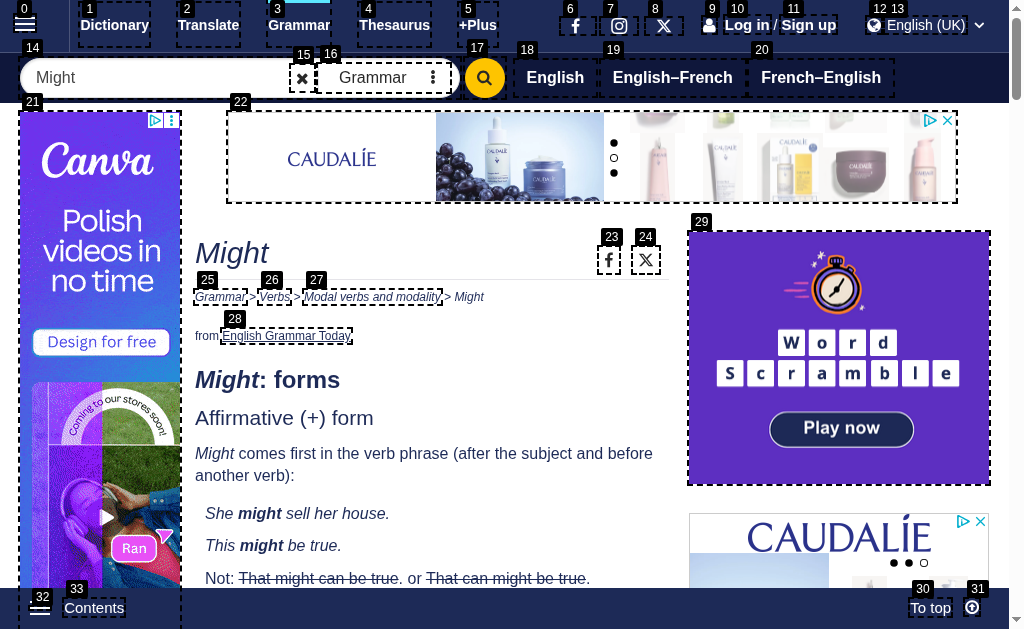 0 1 2 3 4 5 6 7 8 9 10 11 12 13
Dictionary Translate Grammar Thesaurus +Plus Log in / Sign up English (UK)
14 15 16 17 18 19 20
Might Grammar English English–French French–English
21 22
Canva
Polish
videos in
no time
Design for free
Coming to our stores soon!
Ran
CAUDALÍE
23 24
Might
25 26 27
Grammar > Verbs > Modal verbs and modality > Might
28
from English Grammar Today
Might: forms
Affirmative (+) form
Might comes first in the verb phrase (after the subject and before
another verb):
She might sell her house.
This might be true.
Not: That might can be true. or That can might be true.
29
Word
Scramble
Play now
CAUDALÍE
32 33 30 31
Contents To top